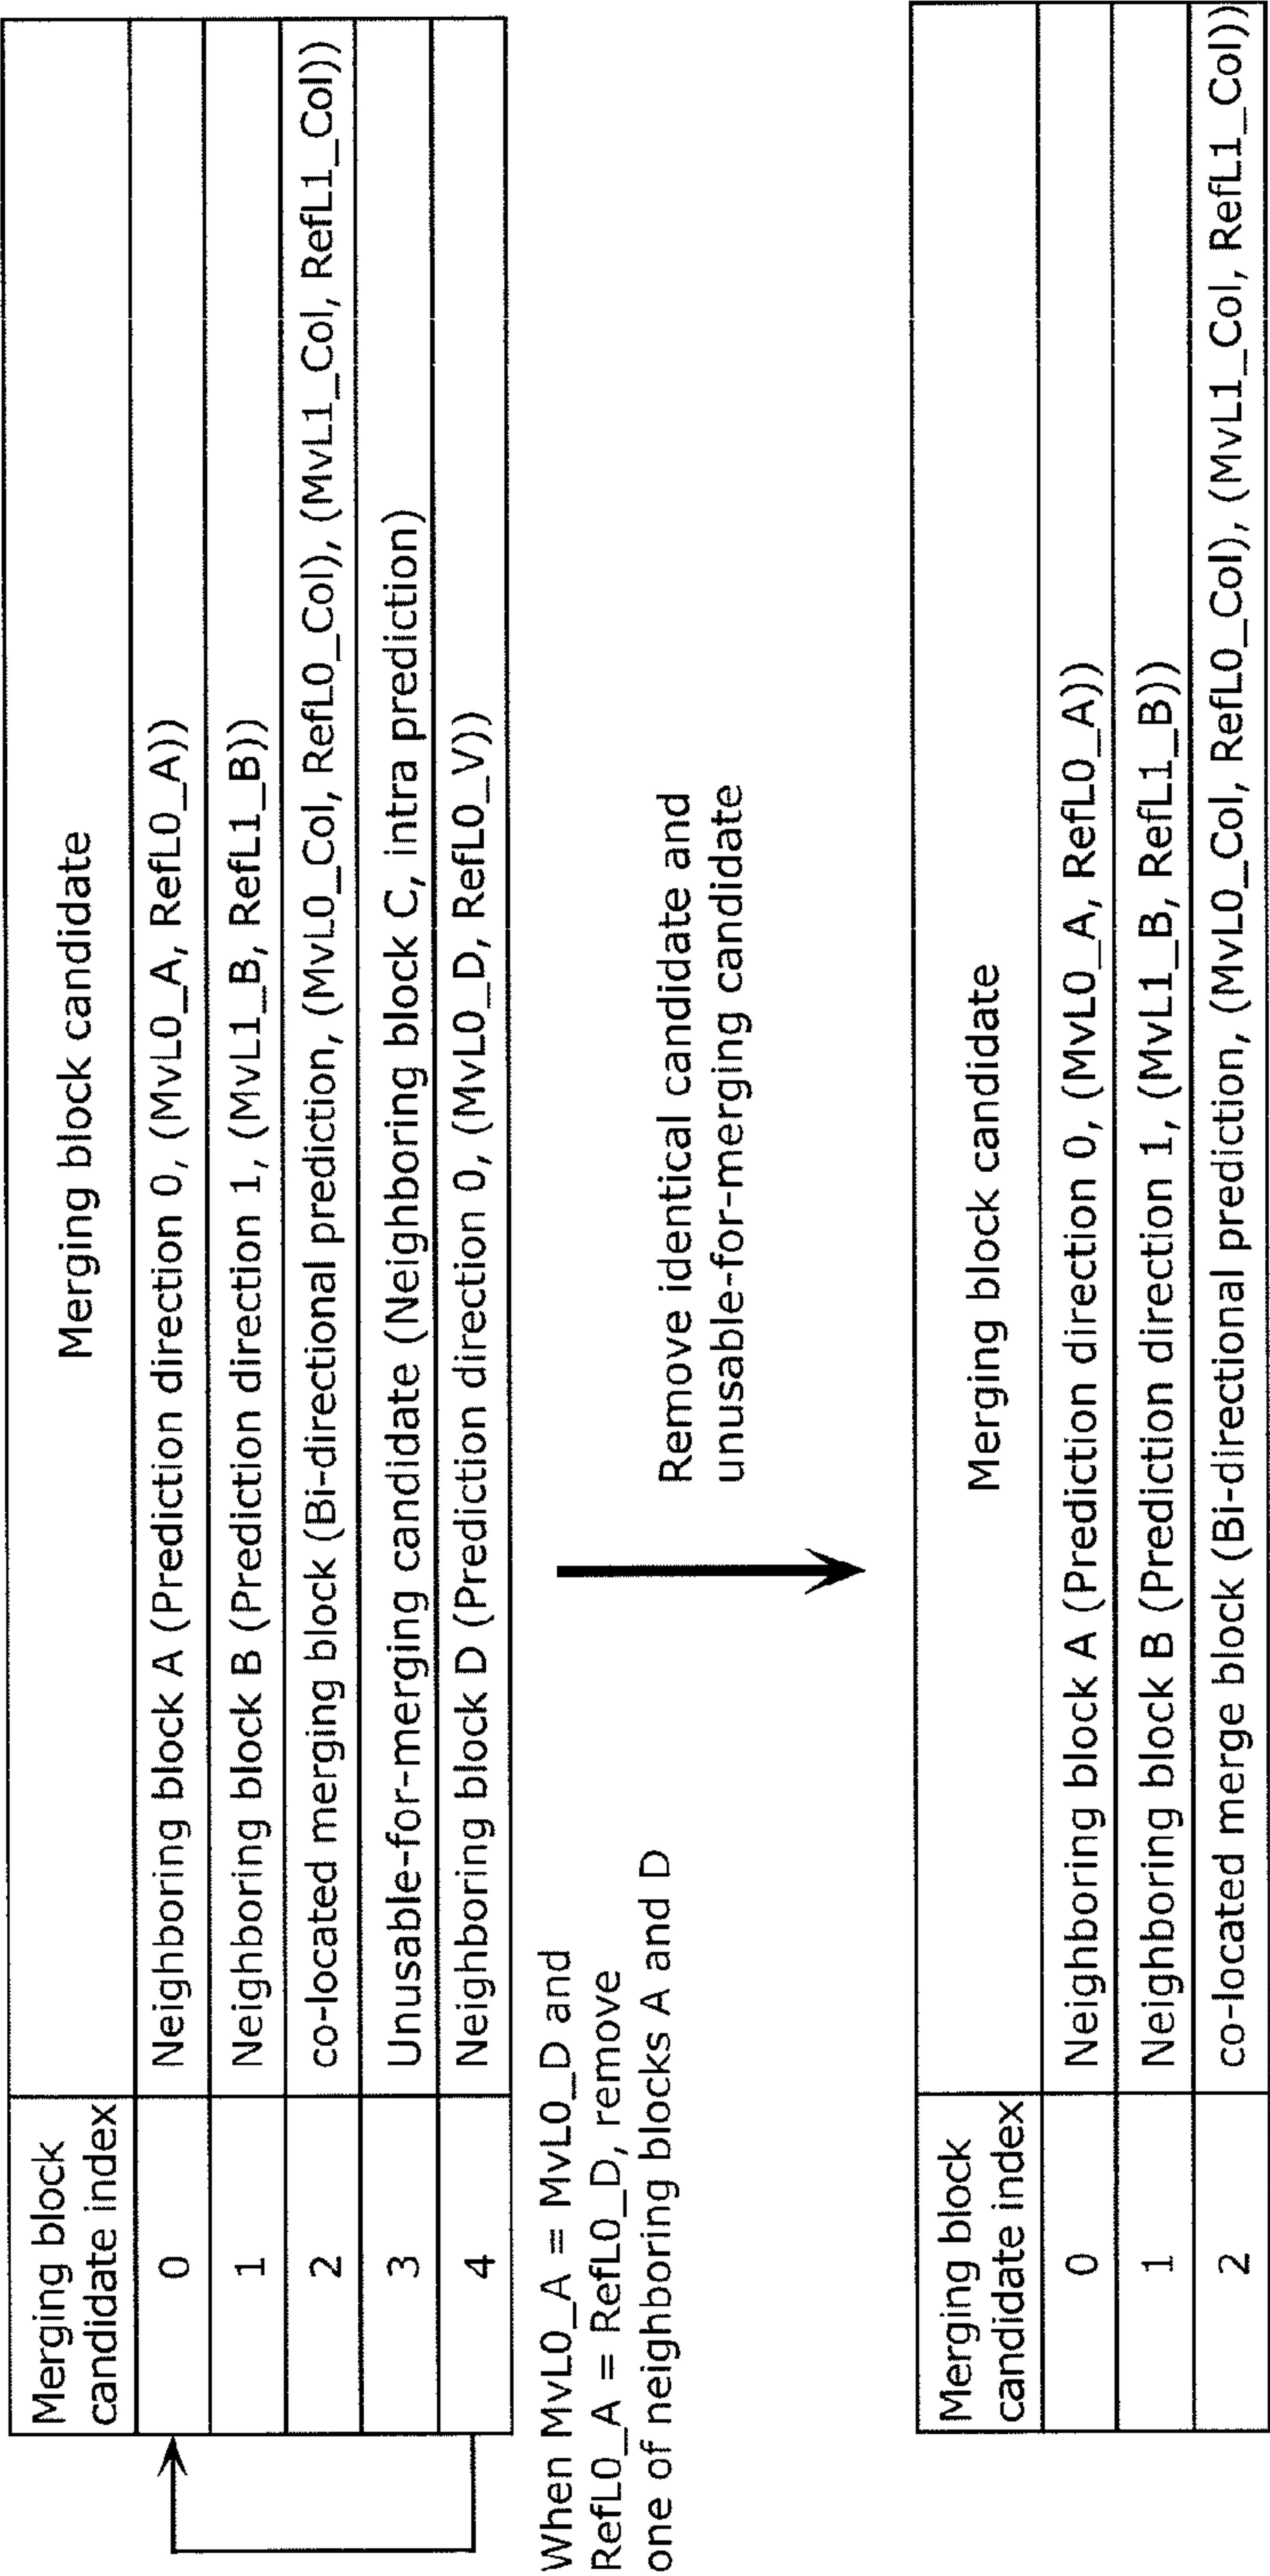 Merging block
candidate index
Merging block candidate
0
Neighboring block A (Prediction direction 0, (MvL0_A, RefL0_A))
1
Neighboring block B (Prediction direction 1, (MvL1_B, RefL1_B))
2
co-located merging block (Bi-directional prediction, (MvL0_Col, RefL0_Col), (MvL1_Col, RefL1_Col))
3
Unusable-for-merging candidate (Neighboring block C, intra prediction)
4
Neighboring block D (Prediction direction 0, (MvL0_D, RefL0_V))
When MvL0_A = MvL0_D and
RefL0_A = RefL0_D, remove
one of neighboring blocks A and D
Remove identical candidate and
unusable-for-merging candidate
Merging block
candidate index
Merging block candidate
0
Neighboring block A (Prediction direction 0, (MvL0_A, RefL0_A))
1
Neighboring block B (Prediction direction 1, (MvL1_B, RefL1_B))
2
co-located merge block (Bi-directional prediction, (MvL0_Col, RefL0_Col), (MvL1_Col, RefL1_Col))